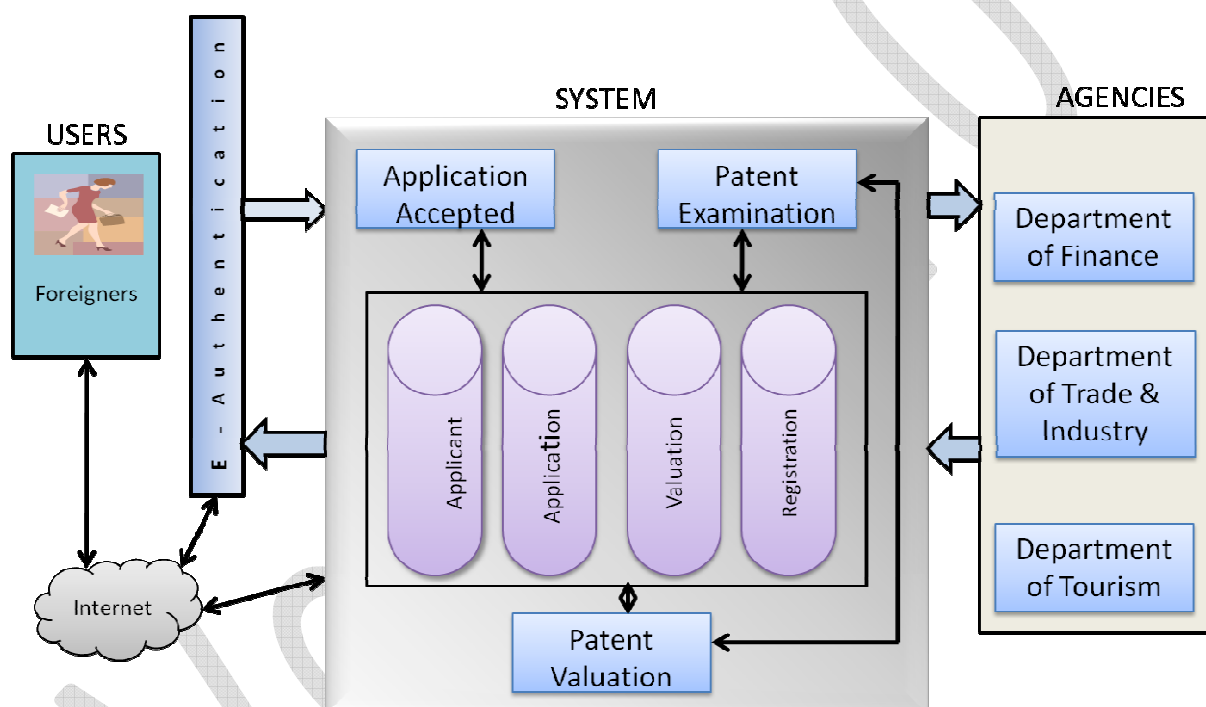 USERS
Foreigners
Internet
E - Authentication
SYSTEM
Application
Accepted
Patent
Examination
Applicant
Application
Valuation
Registration
Patent
Valuation
AGENCIES
Department
of Finance
Department
of Trade &
Industry
Department
of Tourism